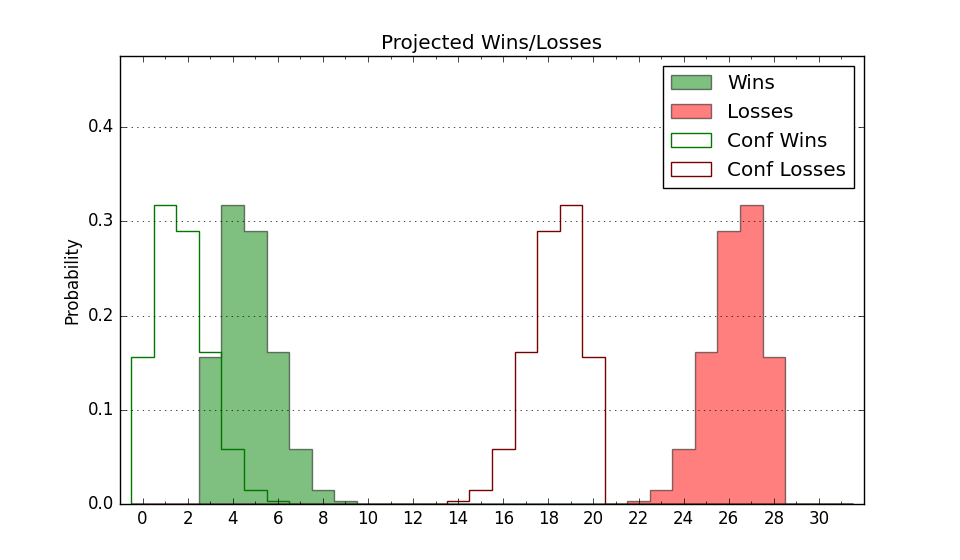 Projected Wins/Losses
Wins
Losses
Conf Wins
Conf Losses
Probability
0.4
0.3
0.2
0.1
0.0
0 2 4 6 8 10 12 14 16 18 20 22 24 26 28 30